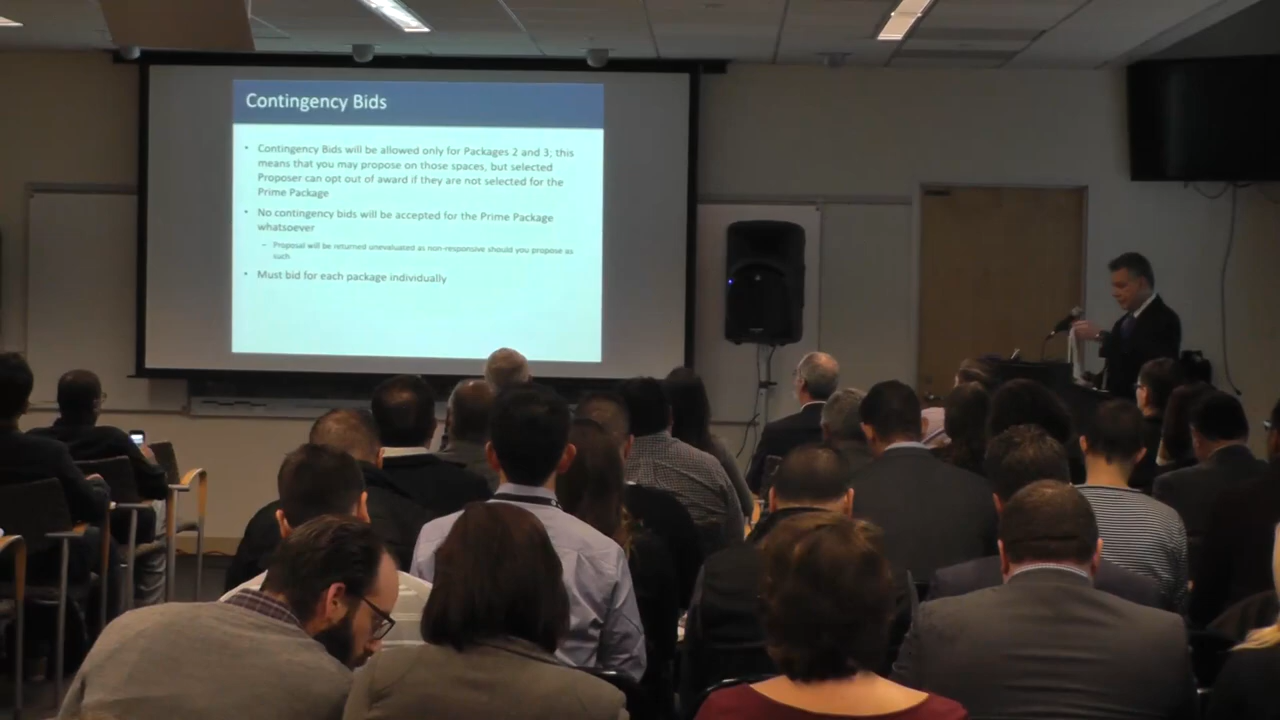 Contingency Bids
• Contingency Bids will be allowed only for Packages 2 and 3; this
means that you may propose on those spaces, but selected
Proposer can opt out of award if they are not selected for the
Prime Package
• No contingency bids will be accepted for the Prime Package
whatsoever
– Proposal will be returned unevaluated as non-responsive should you propose as
such
• Must bid for each package individually